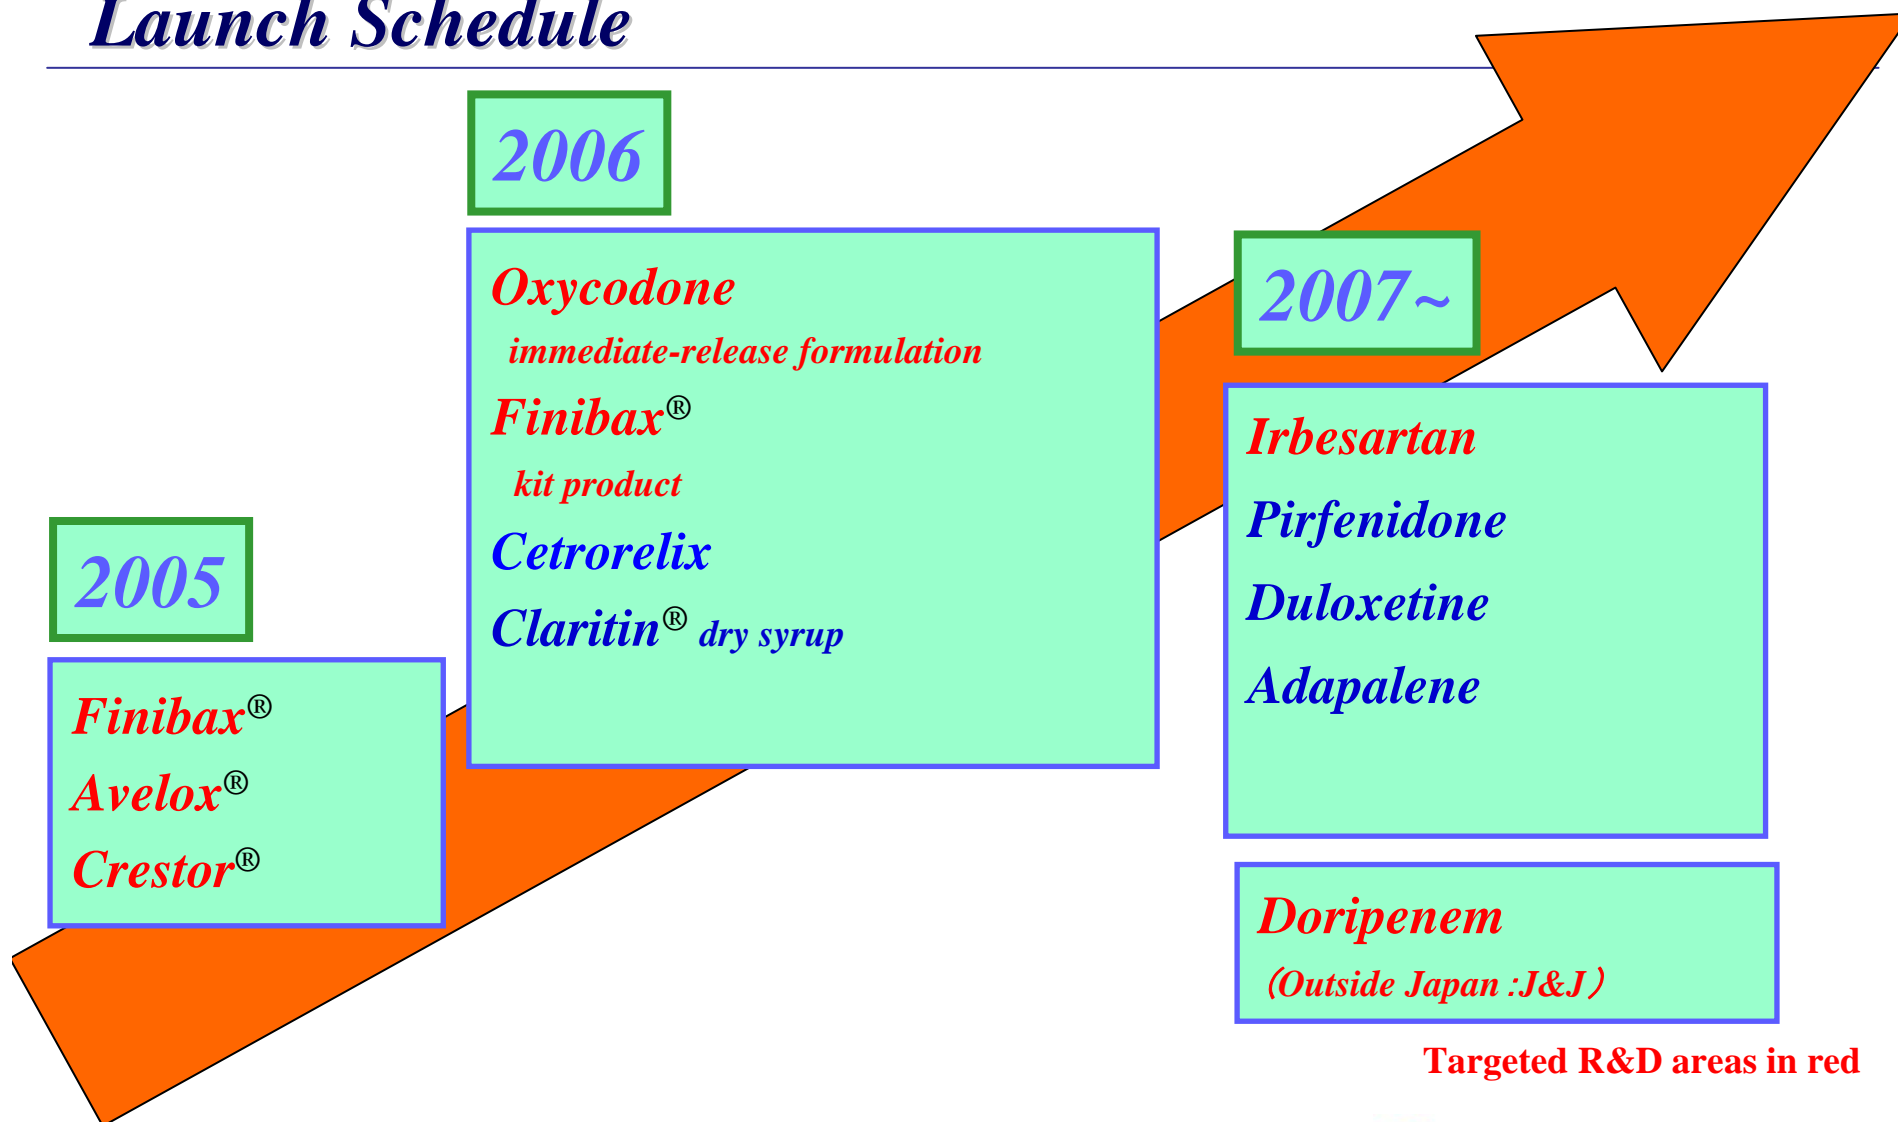 Launch Schedule
2005
Finibax®
Avelox®
Crestor®
2006
Oxycodone
immediate-release formulation
Finibax®
kit product
Cetrorelix
Claritin® dry syrup
2007~
Irbesartan
Pirfenidone
Duloxetine
Adapalene
Doripenem
（Outside Japan :J&J）
Targeted R&D areas in red